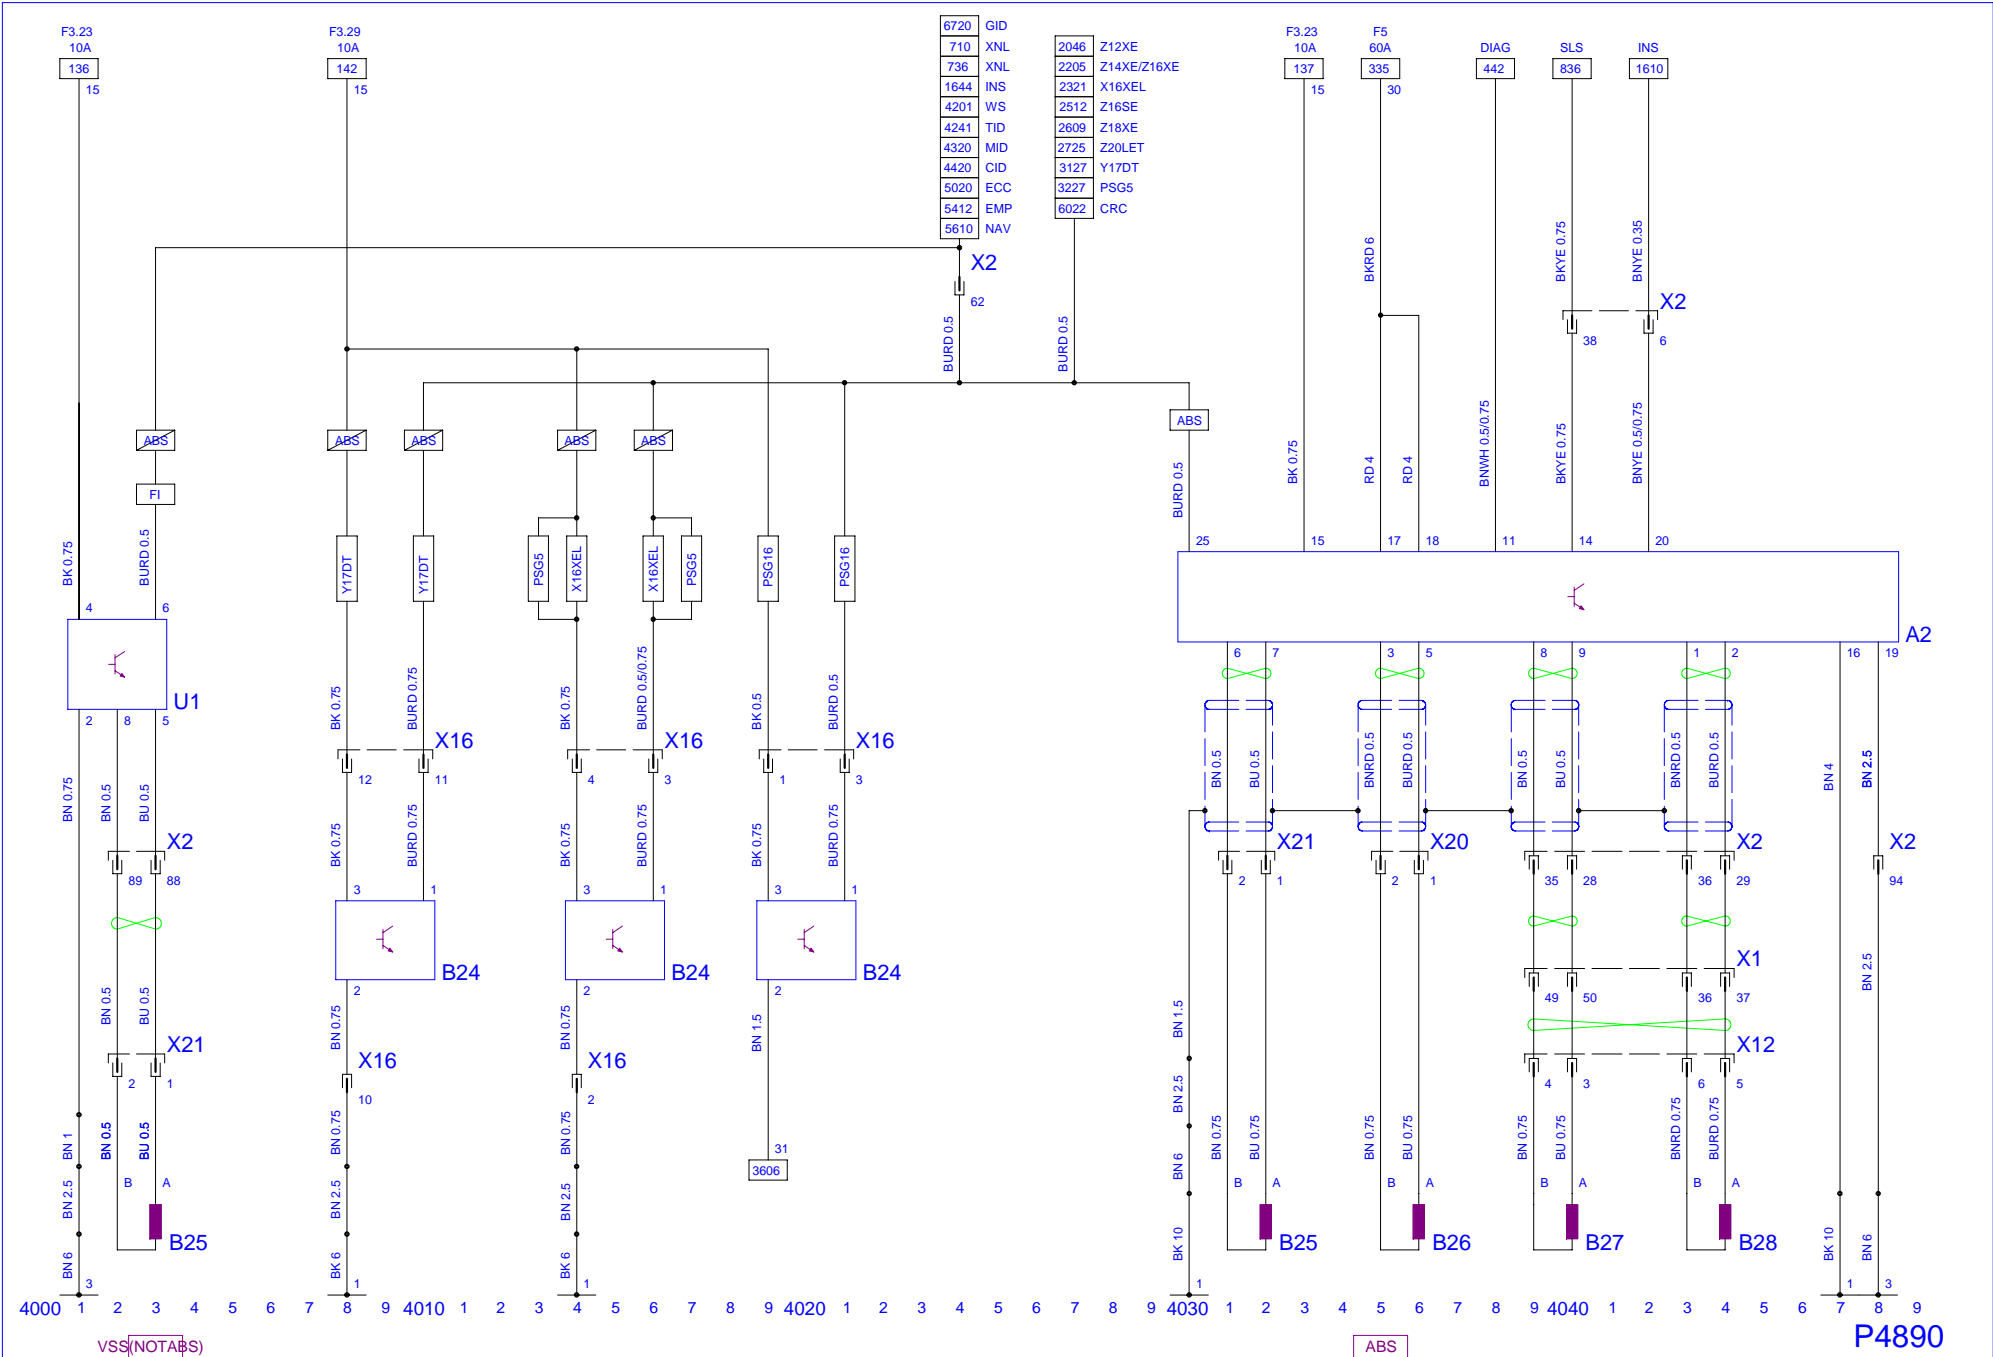 F3.23 F3.29 F3.23 F5
10A 10A 10A 60A DIAG SLS INS
136 142 137 335 442 836 1610
15 15 15 30
6720 GID
710 XNL
736 XNL
1644 INS
4201 WS
4241 TID
4320 MID
4420 CID
5020 ECC
5412 EMP
5610 NAV
2046 Z12XE
2205 Z14XE/Z16XE
2321 X16XEL
2512 Z16SE
2609 Z18XE
2725 Z20LET
3127 Y17DT
3227 PSG5
6022 CRC
X2
62
BURD 0.5 BURD 0.5
BKRD 6 BKYE 0.75 BNYE 0.35
X2
38 6
ABS ABS ABS ABS ABS ABS
FI
BURD 0.5 BK 0.75 RD 4 RD 4 BNWH 0.5/0.75 BKYE 0.75 BNYE 0.5/0.75
BK 0.75 BURD 0.5
Y17DT Y17DT PSG5 X16XEL X16XEL PSG5 PSG16 PSG16
25 15 17 18 11 14 20
4 6
U1
2 8 5
A2
6 7 3 5 8 9 1 2 16 19
BK 0.75 BURD 0.75 BK 0.75 BURD 0.5/0.75 BK 0.5 BURD 0.5
X16 X16 X16
12 11 4 3 1 3
BN 0.75 BN 0.5 BU 0.5
BN 0.5 BU 0.5 BNRD 0.5 BURD 0.5 BN 0.5 BU 0.5 BNRD 0.5 BURD 0.5 BN 4 BN 2.5
BK 0.75 BURD 0.75 BK 0.75 BURD 0.75 BK 0.75 BURD 0.75
X2 X21 X20 X2 X2
89 88 2 1 2 1 35 28 36 29 94
3 1 3 1 3 1
B24 B24 B24
2 2 2
X1
49 50 36 37
BN 0.5 BU 0.5 BN 0.75 BN 0.75 BN 1.5 BN 1.5 BN 2.5
X21 X16 X16 X12
2 1 10 2 4 3 6 5
BN 1 BN 0.5 BU 0.5 BN 0.75 BN 0.75
31
3606
BN 2.5 BN 6
BN 0.75 BU 0.75 BN 0.75 BU 0.75 BN 0.75 BU 0.75 BNRD 0.75 BURD 0.75
BN 2.5 BN 2.5 BN 2.5
B A B A B A B A B A
B25 B25 B26 B27 B28
BN 6 BK 6 BK 6 BK 10 BK 10 BN 6
3 1 1 1 1 3
4000 1 2 3 4 5 6 7 8 9 4010 1 2 3 4 5 6 7 8 9 4020 1 2 3 4 5 6 7 8 9 4030 1 2 3 4 5 6 7 8 9 4040 1 2 3 4 5 6 7 8 9
VSS(NOTABS) ABS P4890